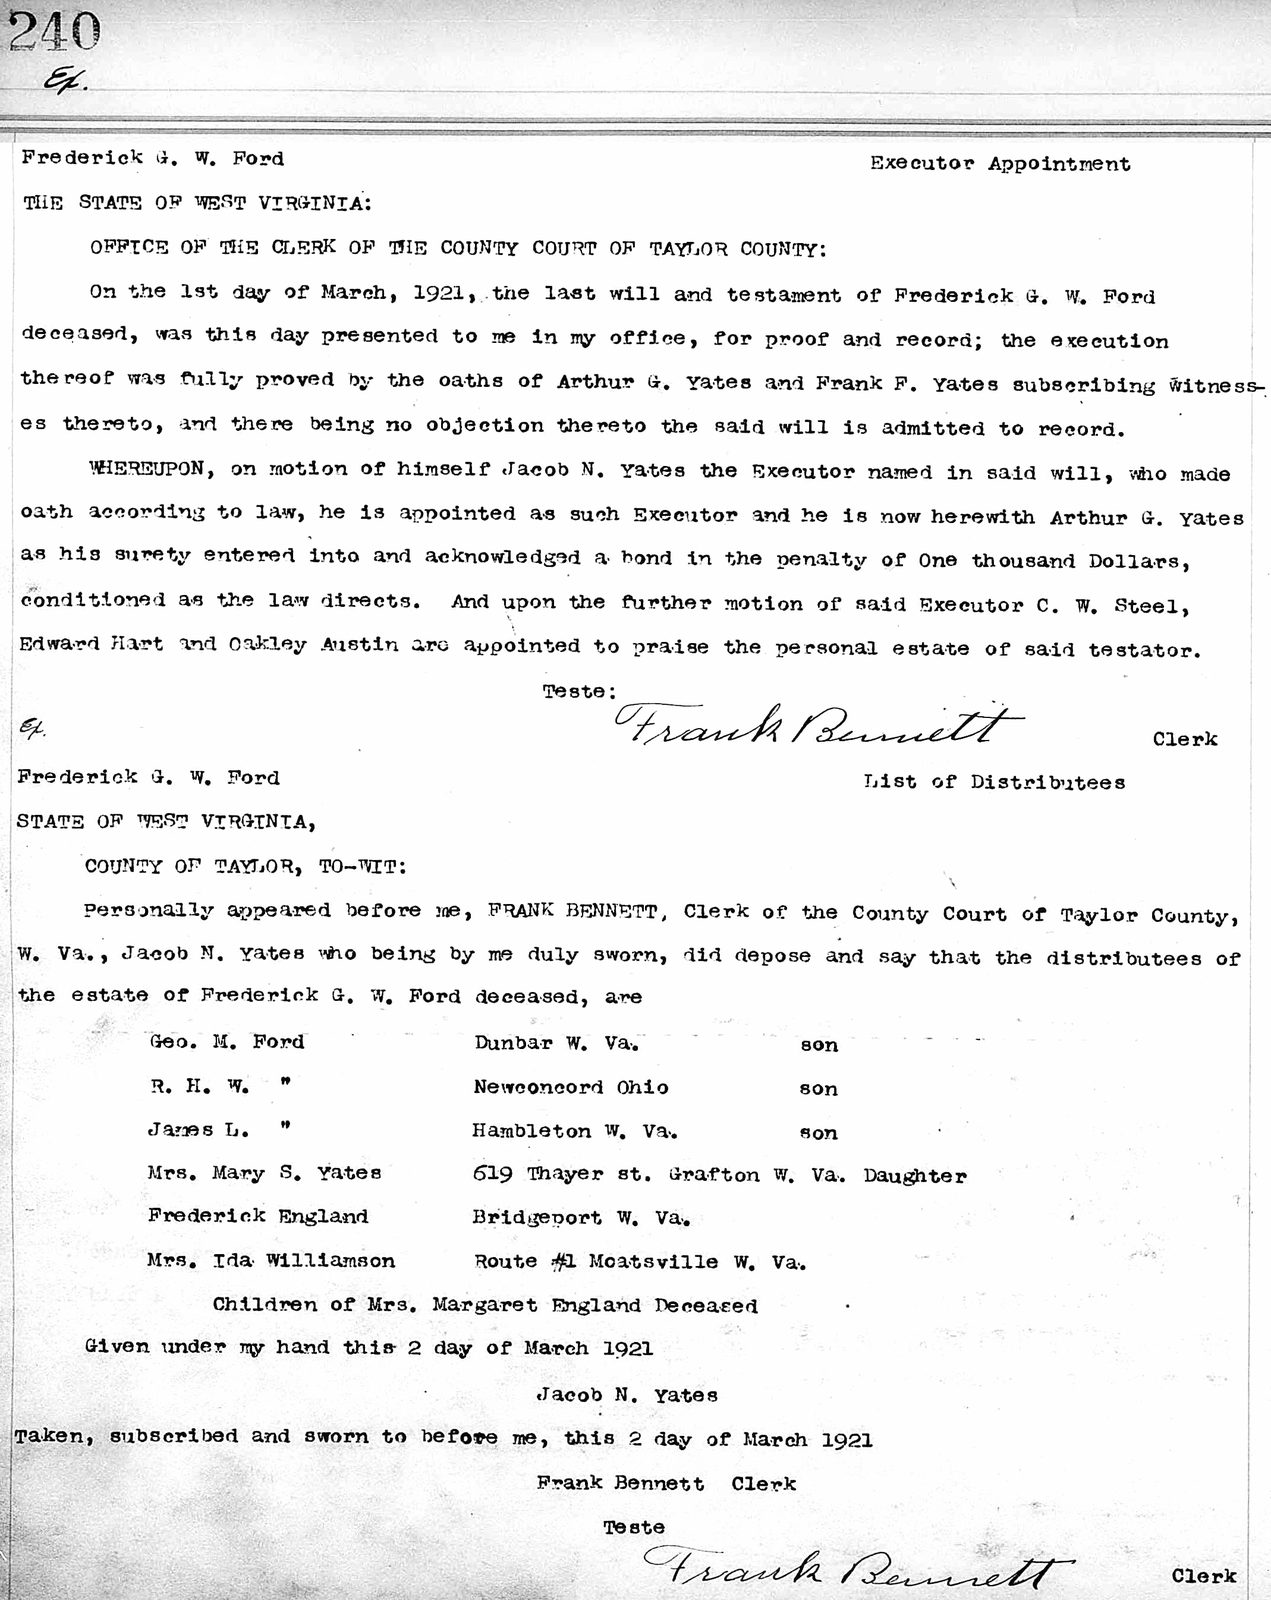 240
Ex.
Frederick G. W. Ford Executor Appointment
THE STATE OF WEST VIRGINIA:
OFFICE OF THE CLERK OF THE COUNTY COURT OF TAYLOR COUNTY:
On the 1st day of March, 1921, the last will and testament of Frederick G. W. Ford
deceased, was this day presented to me in my office, for proof and record; the execution
thereof was fully proved by the oaths of Arthur G. Yates and Frank F. Yates subscribing witness-
es thereto, and there being no objection thereto the said will is admitted to record.
WHEREUPON, on motion of himself Jacob N. Yates the Executor named in said will, who made
oath according to law, he is appointed as such Executor and he is now herewith Arthur G. Yates
as his surety entered into and acknowledged a bond in the penalty of One thousand Dollars,
conditioned as the law directs. And upon the further motion of said Executor C. W. Steel,
Edward Hart and Oakley Austin are appointed to praise the personal estate of said testator.
Teste:
Frank Bennett Clerk
Ex.
Frederick G. W. Ford List of Distributees
STATE OF WEST VIRGINIA,
COUNTY OF TAYLOR, TO-WIT:
Personally appeared before me, FRANK BENNETT, Clerk of the County Court of Taylor County,
W. Va., Jacob N. Yates who being by me duly sworn, did depose and say that the distributees of
the estate of Frederick G. W. Ford deceased, are
Geo. M. Ford Dunbar W. Va. son
R. H. W. " Newconcord Ohio son
James L. " Hambleton W. Va. son
Mrs. Mary S. Yates 619 Thayer st. Grafton W. Va. Daughter
Frederick England Bridgeport W. Va.
Mrs. Ida Williamson Route #1 Moatsville W. Va.
Children of Mrs. Margaret England Deceased
Given under my hand this 2 day of March 1921
Jacob N. Yates
Taken, subscribed and sworn to before me, this 2 day of March 1921
Frank Bennett Clerk
Teste
Frank Bennett Clerk